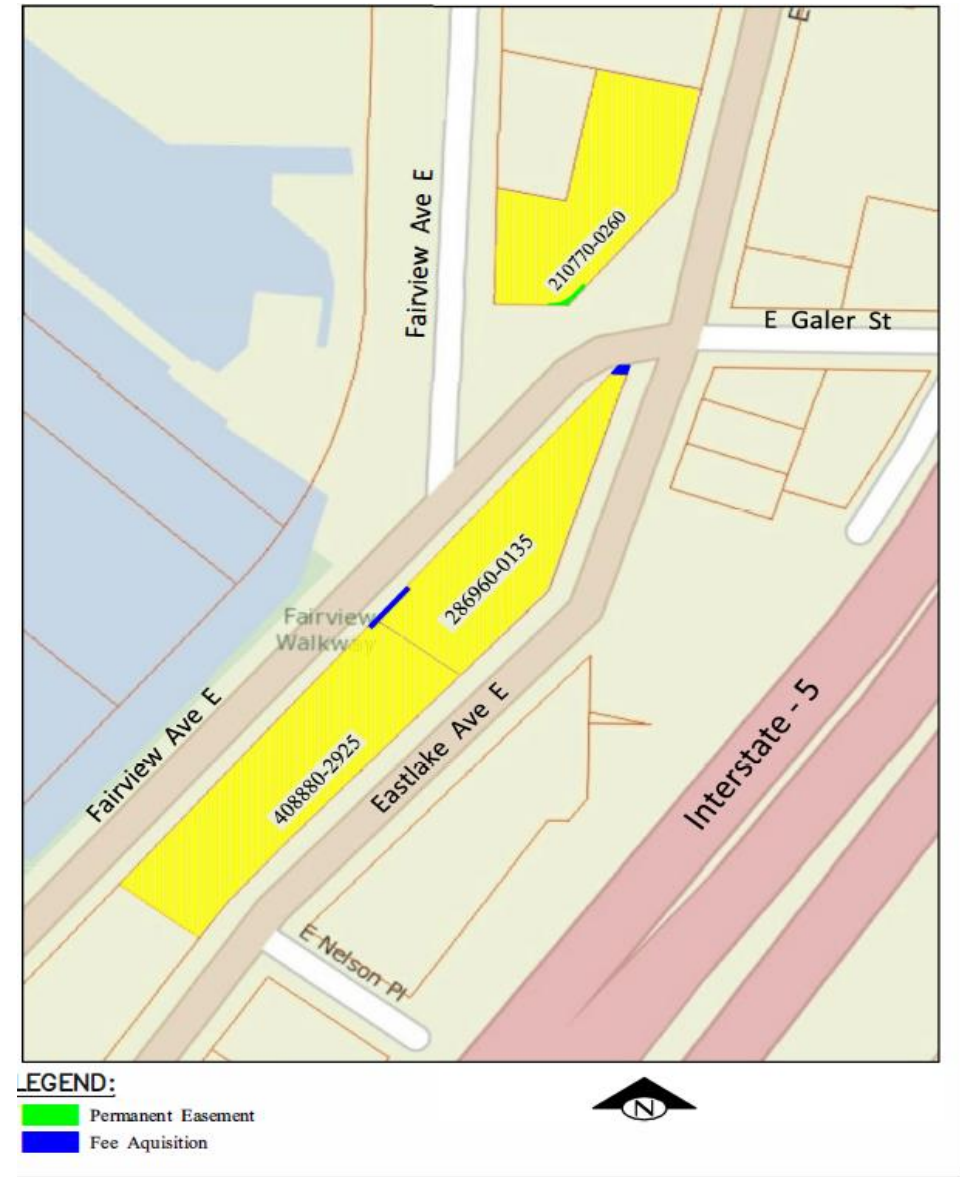 Fairview Ave E
210770-0260
E Galer St
286960-0135
Fairview
Walkway
Fairview Ave E
408880-2925
Eastlake Ave E
Interstate - 5
E Nelson Pl
LEGEND:
Permanent Easement
Fee Aquisition
N